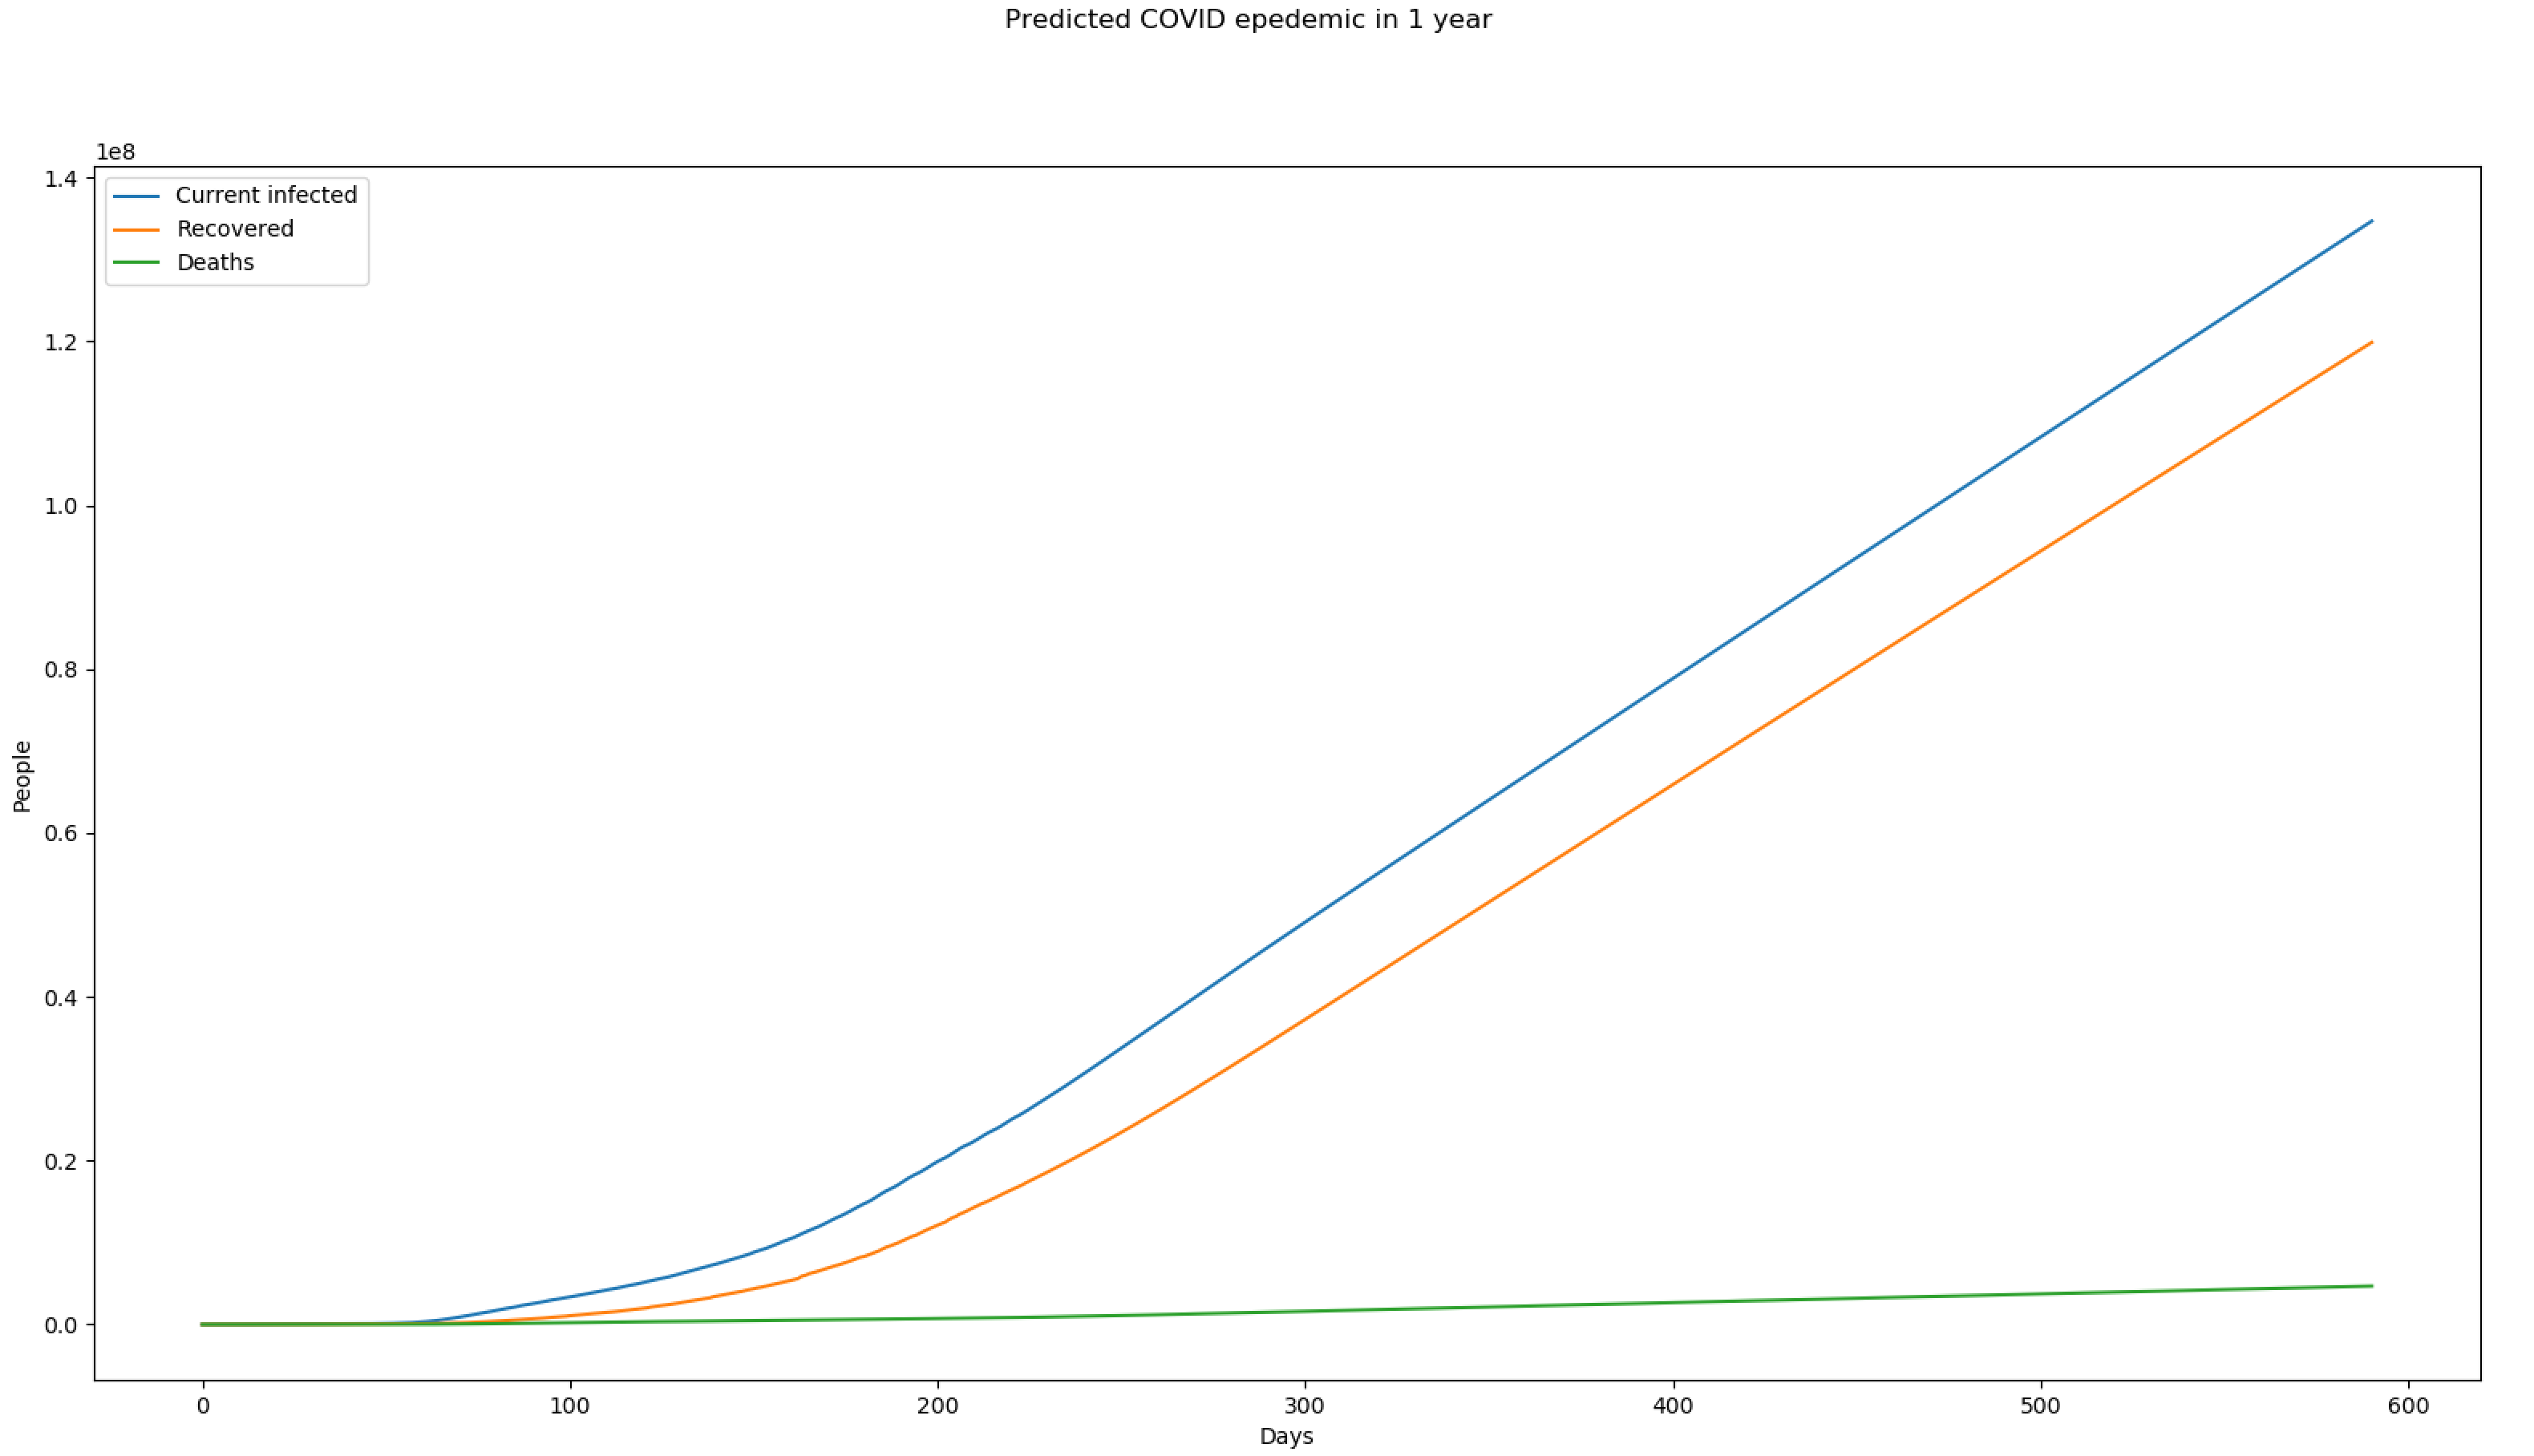 Predicted COVID epedemic in 1 year
1e8
Current infected
Recovered
Deaths
1.4
1.2
1.0
0.8
0.6
0.4
0.2
0.0
People
0 100 200 300 400 500 600
Days